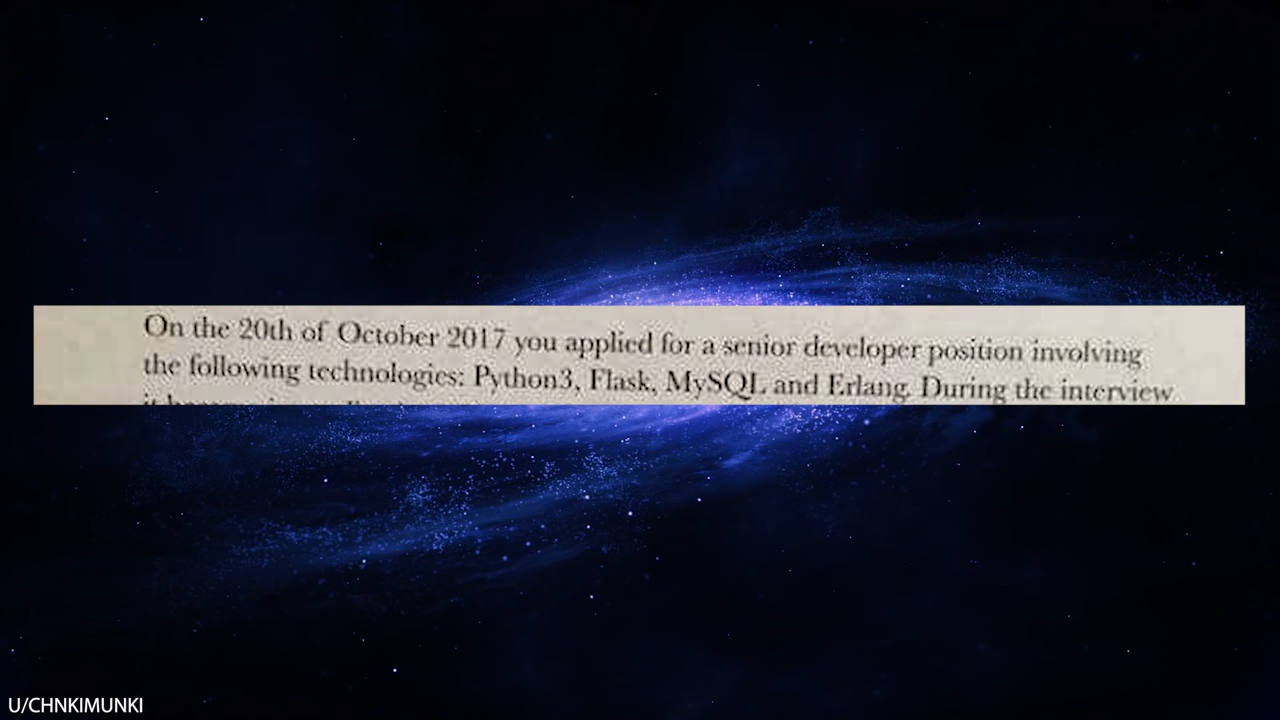 On the 20th of October 2017 you applied for a senior developer position involving
the following technologies: Python3, Flask, MySQL and Erlang. During the interview
U/CHNKIMUNKI